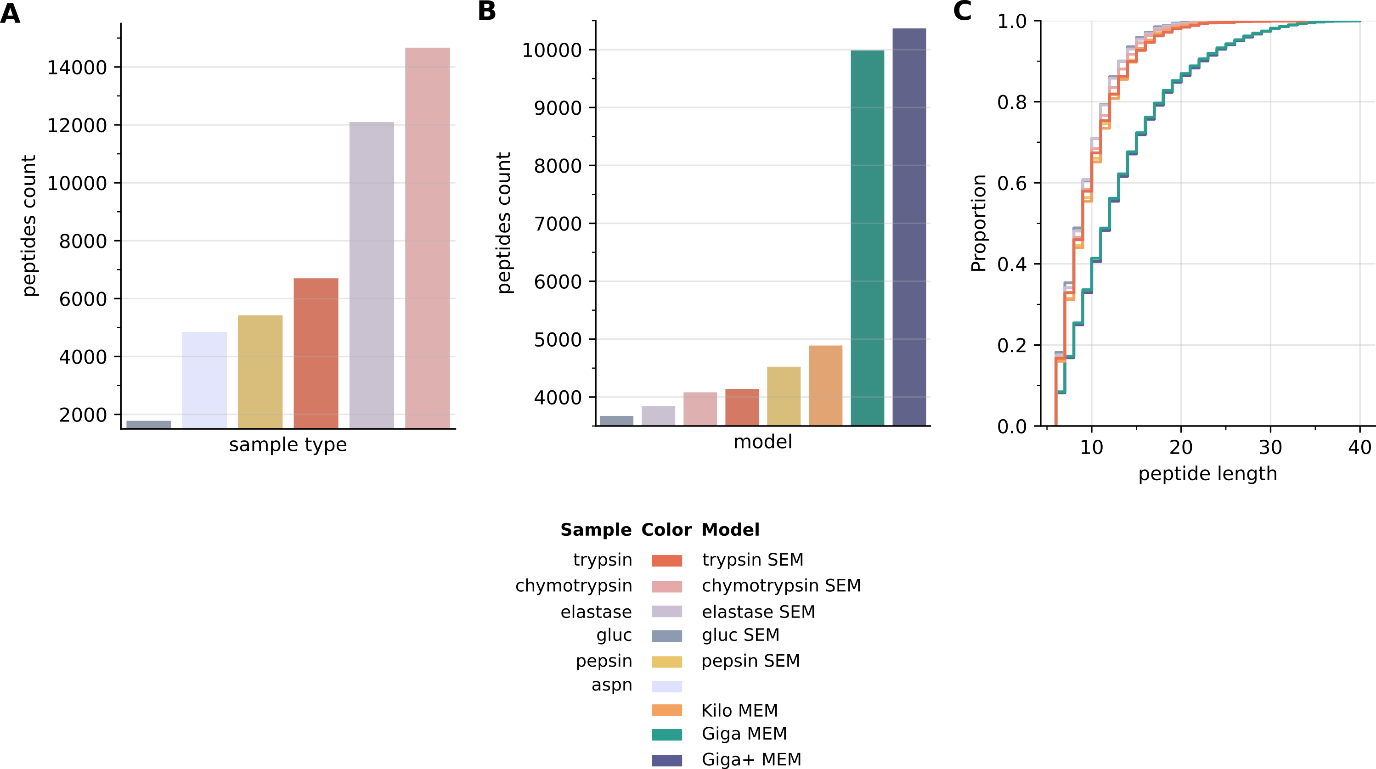 A
peptides count
14000
12000
10000
8000
6000
4000
2000
sample type
B
peptides count
10000
9000
8000
7000
6000
5000
4000
model
C
Proportion
1.0
0.8
0.6
0.4
0.2
0.0
10 20 30 40
peptide length
Sample Color Model
trypsin trypsin SEM
chymotrypsin chymotrypsin SEM
elastase elastase SEM
gluc gluc SEM
pepsin pepsin SEM
aspn
Kilo MEM
Giga MEM
Giga+ MEM